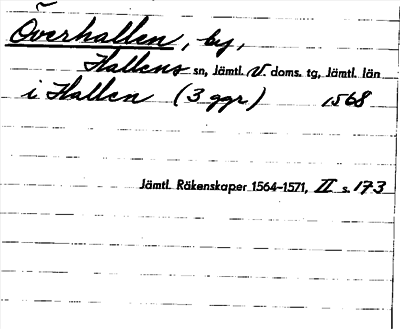 Överhallen, by,
Hallens sn, Jämtl. V. doms. tg, Jämtl. län
i Hallen (3 ggr) 1568
Jämtl. Räkenskaper 1564-1571, II s. 173